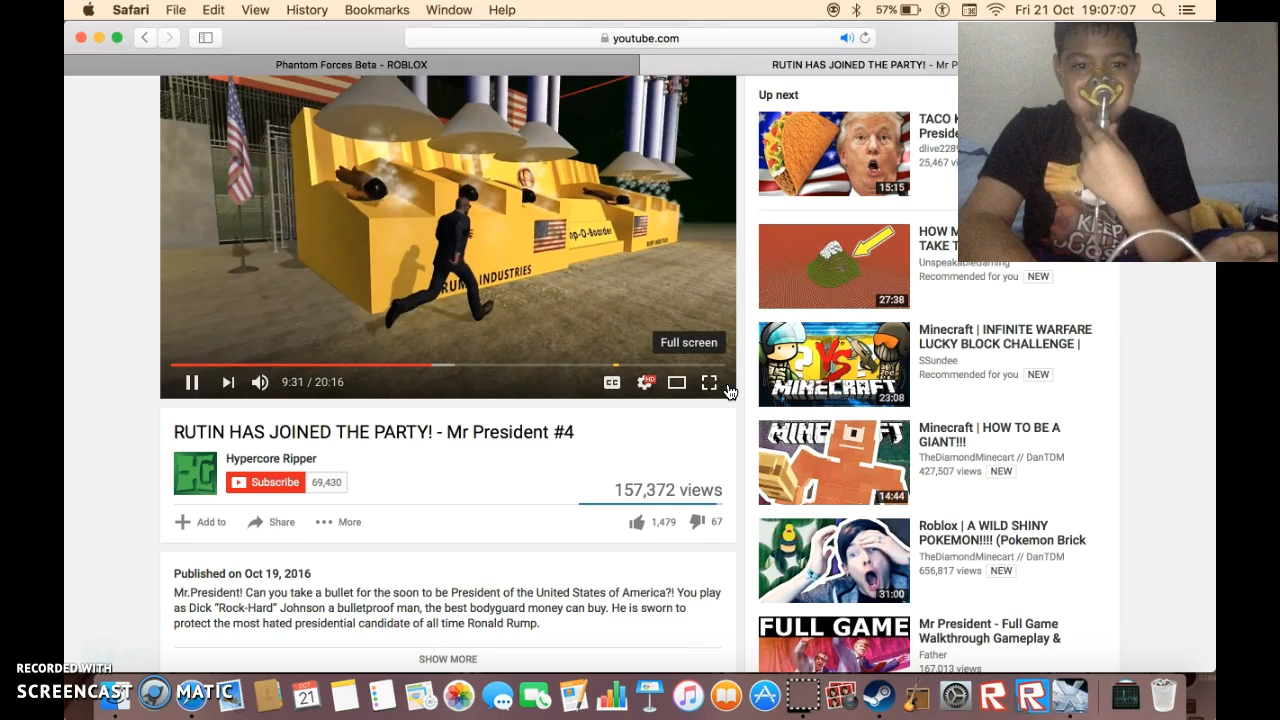 Safari File Edit View History Bookmarks Window Help
57% Fri 21 Oct 19:07:07
youtube.com
Phantom Forces Beta - ROBLOX
RUTIN HAS JOINED THE PARTY! - Mr P
RUMP INDUSTRIES
Full screen
CC
HD
9:31 / 20:16
RUTIN HAS JOINED THE PARTY! - Mr President #4
Hypercore Ripper
Subscribe 69,430
157,372 views
Add to Share More
1,479 67
Published on Oct 19, 2016
Mr.President! Can you take a bullet for the soon to be President of the United States of America?! You play
as Dick “Rock-Hard” Johnson a bulletproof man, the best bodyguard money can buy. He is sworn to
protect the most hated presidential candidate of all time Ronald Rump.
SHOW MORE
Up next
15:15
TACO
Presi
25,467 views
27:38
HOW
TAKE
UnspeakableGaming
Recommended for you NEW
MINECRAFT
VS
23:08
Minecraft | INFINITE WARFARE
LUCKY BLOCK CHALLENGE |
SSundee
Recommended for you NEW
14:44
Minecraft | HOW TO BE A
GIANT!!!
TheDiamondMinecart // DanTDM
427,507 views NEW
31:00
Roblox | A WILD SHINY
POKEMON!!!! (Pokemon Brick
TheDiamondMinecart // DanTDM
656,817 views NEW
FULL GAME
Mr President - Full Game
Walkthrough Gameplay &
Father
167,013 views
KEEP
RECORDED WITH
SCREENCAST MATIC
OCT
21